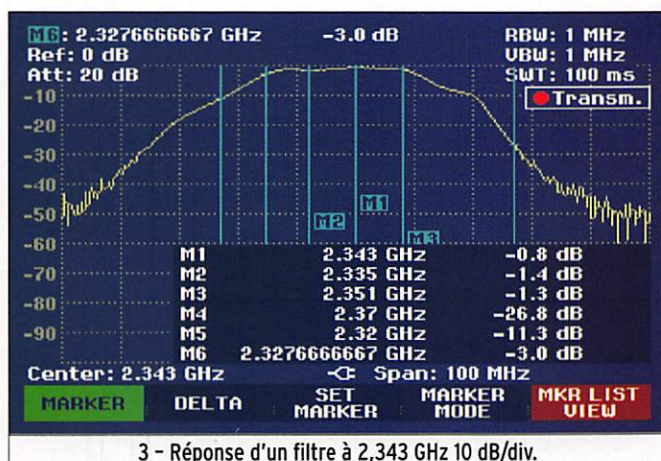 M6: 2.3276666667 GHz -3.0 dB RBW: 1 MHz
Ref: 0 dB VBW: 1 MHz
Att: 20 dB SWT: 100 ms
Transm.
-10
-20
-30
-40
-50
-60
-70
-80
-90
M2
M1
M3
M1 2.343 GHz -0.8 dB
M2 2.335 GHz -1.4 dB
M3 2.351 GHz -1.3 dB
M4 2.37 GHz -26.8 dB
M5 2.32 GHz -11.3 dB
M6 2.3276666667 GHz -3.0 dB
Center: 2.343 GHz Span: 100 MHz
MARKER DELTA SET MARKER MARKER MODE MKR LIST VIEW
3 - Réponse d'un filtre à 2,343 GHz 10 dB/div.